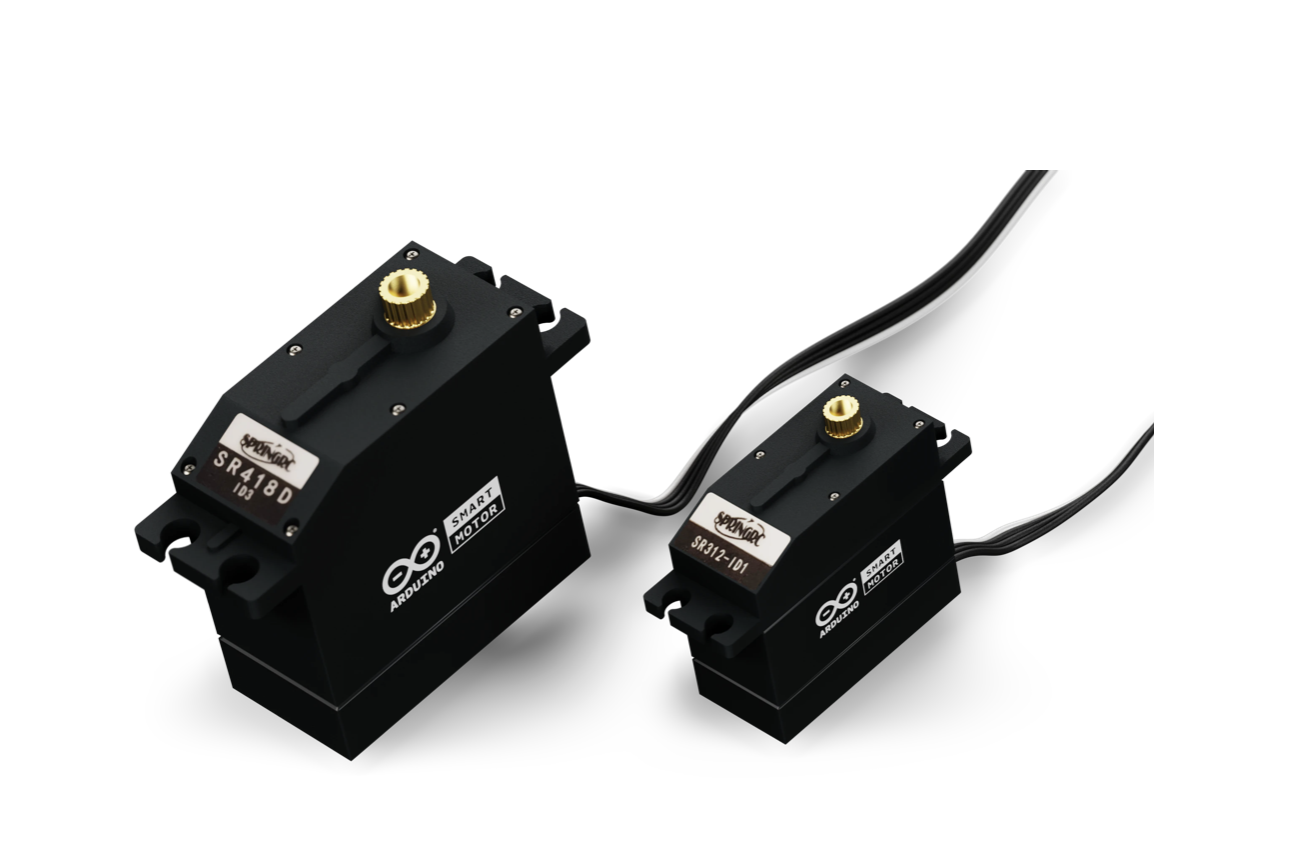 SPRINGRC
SR418D
ID3
ARDUINO
SMART
MOTOR
SPRINGRC
SR312-ID1
ARDUINO
SMART
MOTOR